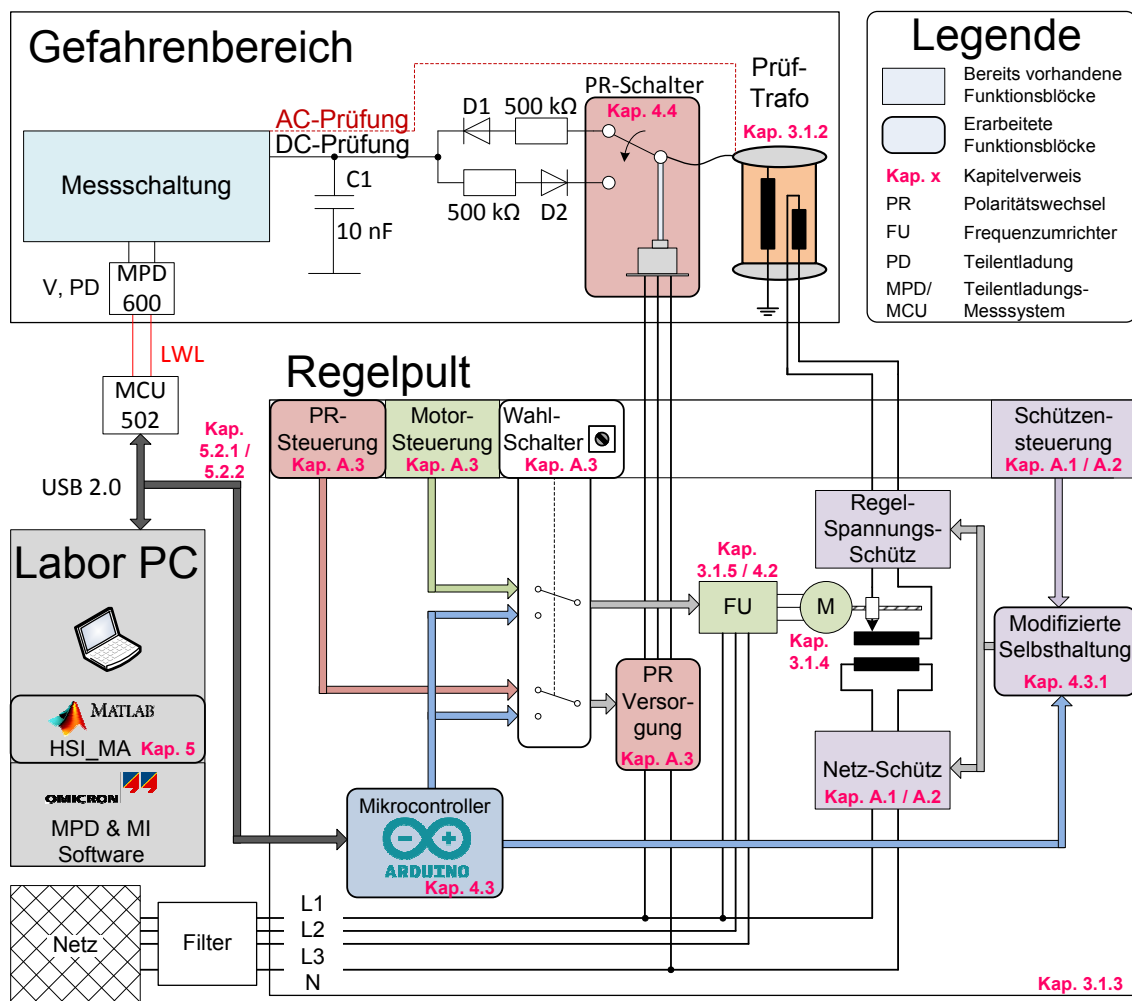 Gefahrenbereich
AC-Prüfung
DC-Prüfung
Messschaltung
C1
10 nF
D1
500 kΩ
500 kΩ
D2
PR-Schalter
Kap. 4.4
Prüf-
Trafo
Kap. 3.1.2
V, PD
MPD
600
LWL
MCU
502
Legende
Bereits vorhandene
Funktionsblöcke
Erarbeitete
Funktionsblöcke
Kap. x Kapitelverweis
PR Polaritätswechsel
FU Frequenzumrichter
PD Teilentladung
MPD/ Teilentladungs-
MCU Messsystem
Regelpult
PR-
Steuerung
Kap. A.3
Motor-
Steuerung
Kap. A.3
Wahl-
Schalter
Kap. A.3
Schützen-
steuerung
Kap. A.1 / A.2
Kap.
5.2.1 /
5.2.2
USB 2.0
Labor PC
MATLAB
HSI_MA Kap. 5
OMICRON
MPD & MI
Software
Regel-
Spannungs-
Schütz
Kap.
3.1.5 / 4.2
FU
M
Kap.
3.1.4
Modifizierte
Selbsthaltung
Kap. 4.3.1
PR
Versor-
gung
Kap. A.3
Netz-Schütz
Kap. A.1 / A.2
Mikrocontroller
ARDUINO
Kap. 4.3
Netz
Filter
L1
L2
L3
N
Kap. 3.1.3